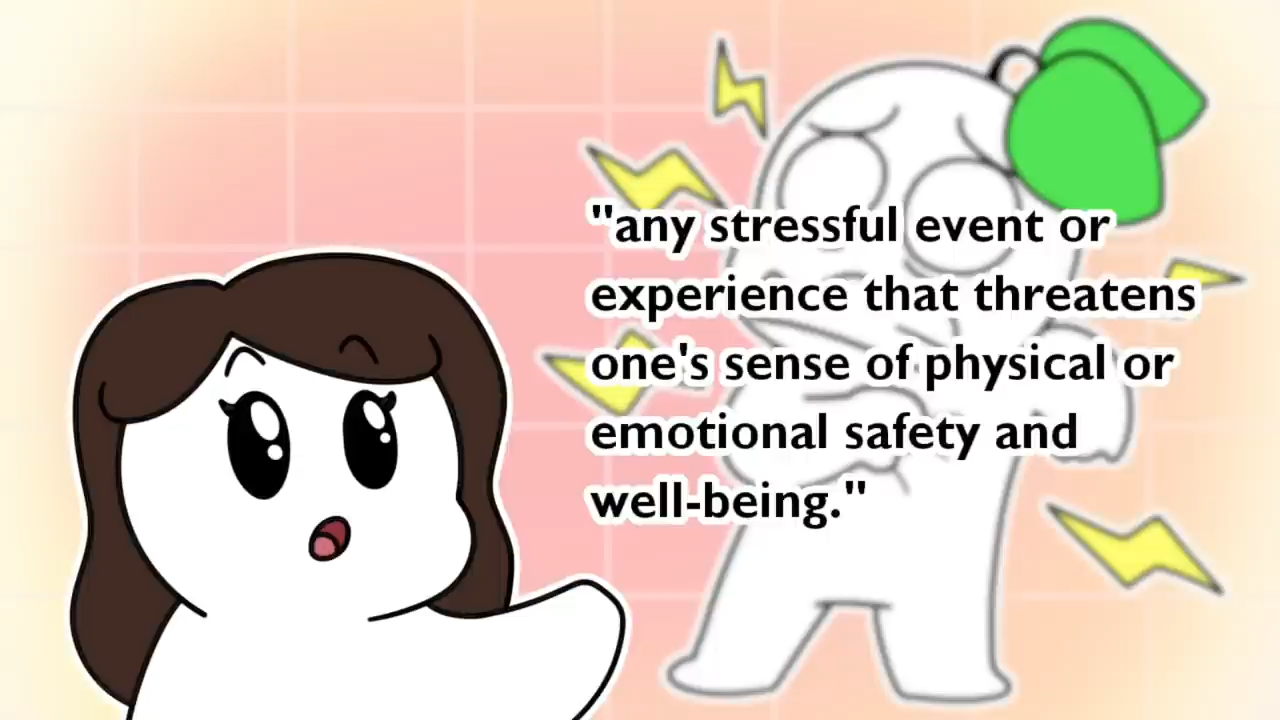 "any stressful event or
experience that threatens
one's sense of physical or
emotional safety and
well-being."